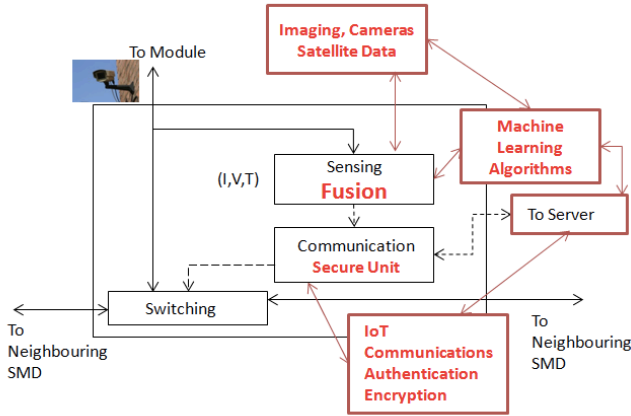 Imaging, Cameras
Satellite Data
To Module
Machine
Learning
Algorithms
(I,V,T)
Sensing
Fusion
To Server
Communication
Secure Unit
Switching
To
Neighbouring
SMD
IoT
Communications
Authentication
Encryption
To
Neighbouring
SMD